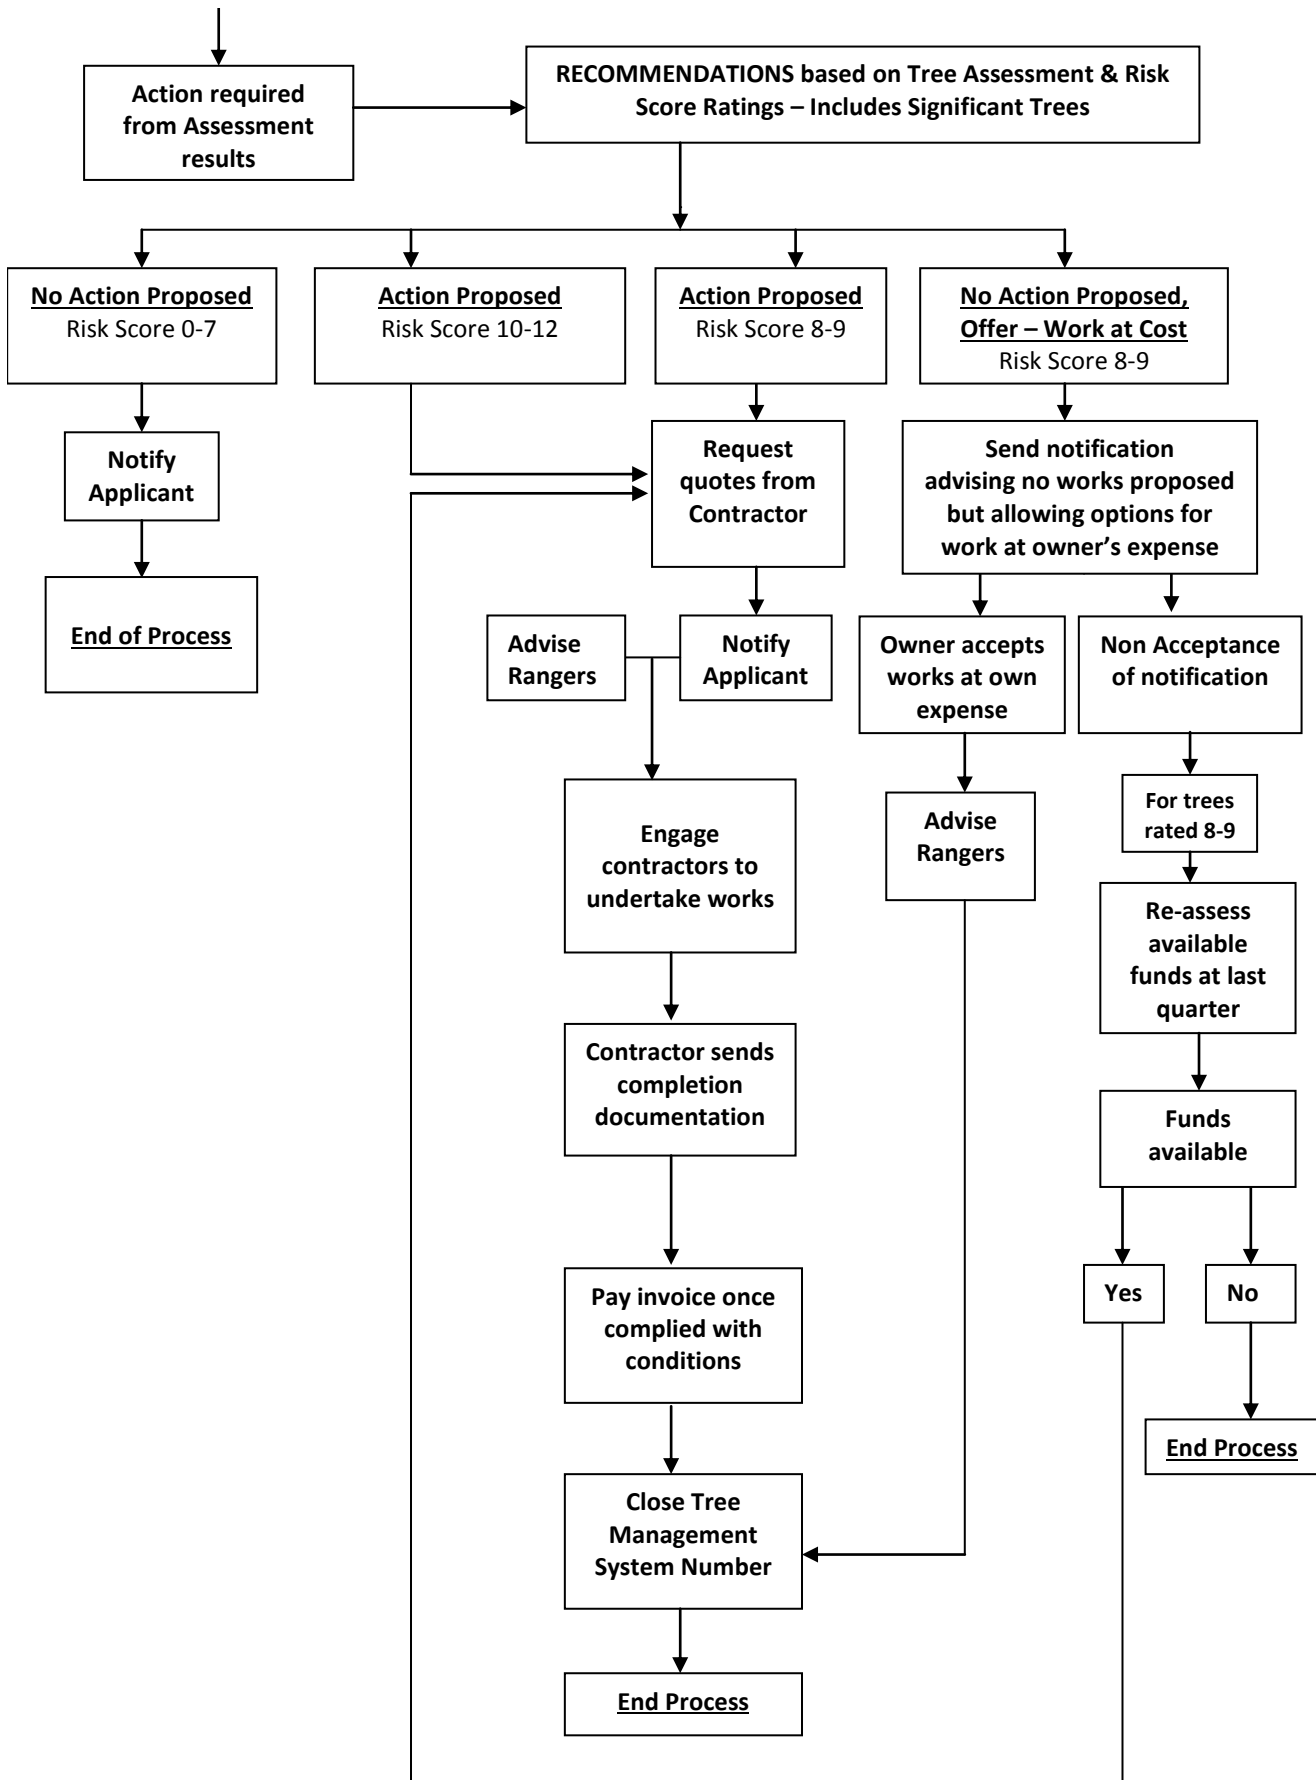 Action required
from Assessment
results
RECOMMENDATIONS based on Tree Assessment & Risk
Score Ratings – Includes Significant Trees
No Action Proposed
Risk Score 0-7
Action Proposed
Risk Score 10-12
Action Proposed
Risk Score 8-9
No Action Proposed,
Offer – Work at Cost
Risk Score 8-9
Notify
Applicant
Request
quotes from
Contractor
Send notification
advising no works proposed
but allowing options for
work at owner’s expense
End of Process
Advise
Rangers
Notify
Applicant
Owner accepts
works at own
expense
Non Acceptance
of notification
Engage
contractors to
undertake works
Advise
Rangers
For trees
rated 8-9
Re-assess
available
funds at last
quarter
Contractor sends
completion
documentation
Funds
available
Pay invoice once
complied with
conditions
Yes
No
End Process
Close Tree
Management
System Number
End Process